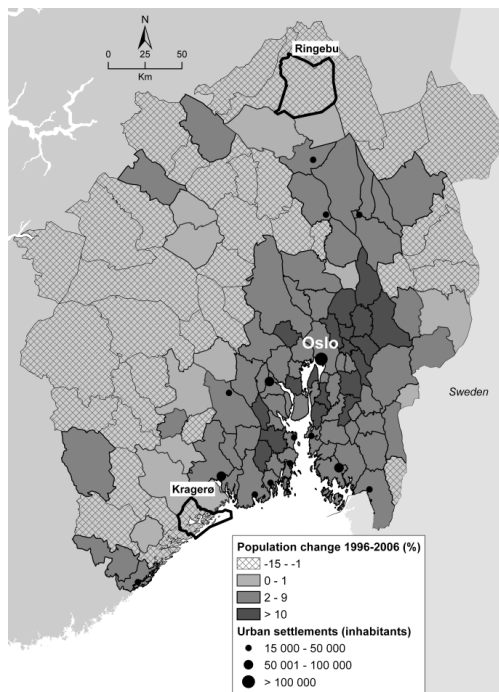 N
0 25 50
Km
Ringebu
Oslo
Sweden
Kragerø
Population change 1996-2006 (%)
-15 - -1
0 - 1
2 - 9
> 10
Urban settlements (inhabitants)
15 000 - 50 000
50 001 - 100 000
> 100 000